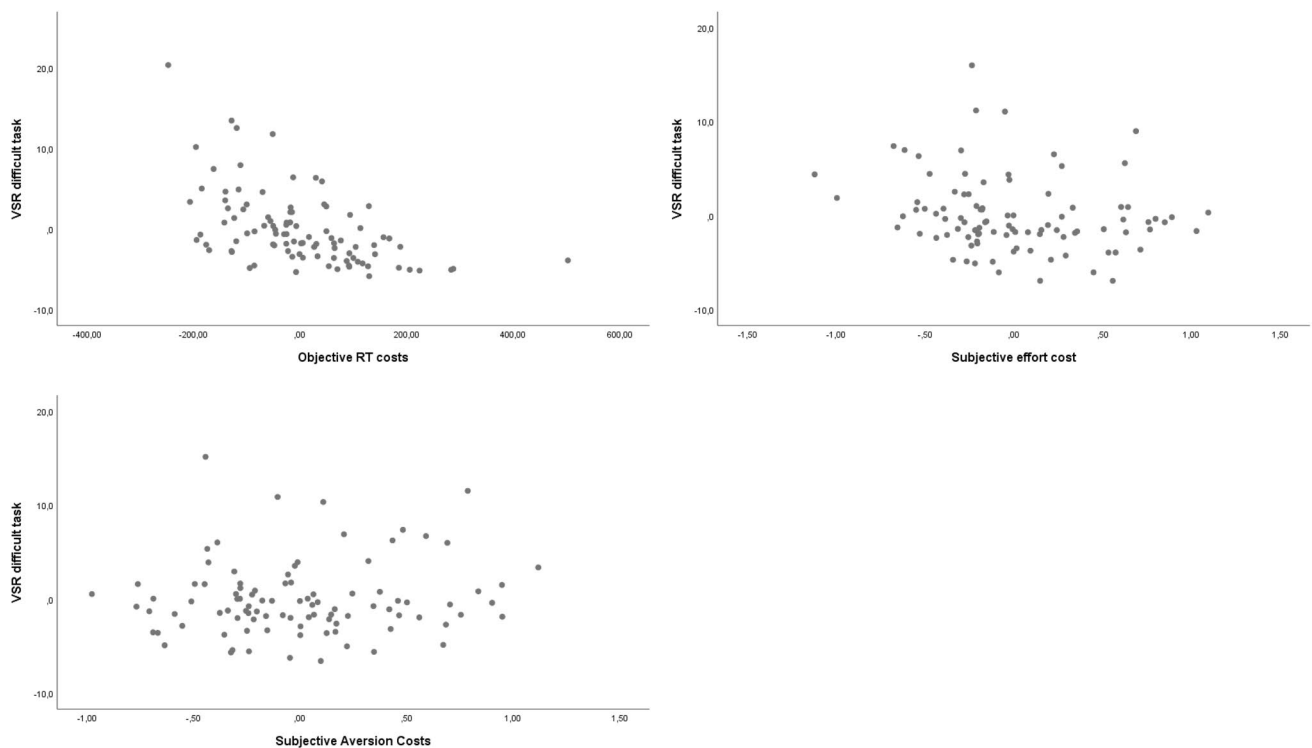 VSR difficult task
20,0
10,0
,0
-10,0
-400,00 -200,00 ,00 200,00 400,00 600,00
Objective RT costs
VSR difficult task
20,0
10,0
,0
-10,0
-1,50 -1,00 -,50 ,00 ,50 1,00 1,50
Subjective effort cost
VSR difficult task
20,0
10,0
,0
-10,0
-1,00 -,50 ,00 ,50 1,00 1,50
Subjective Aversion Costs